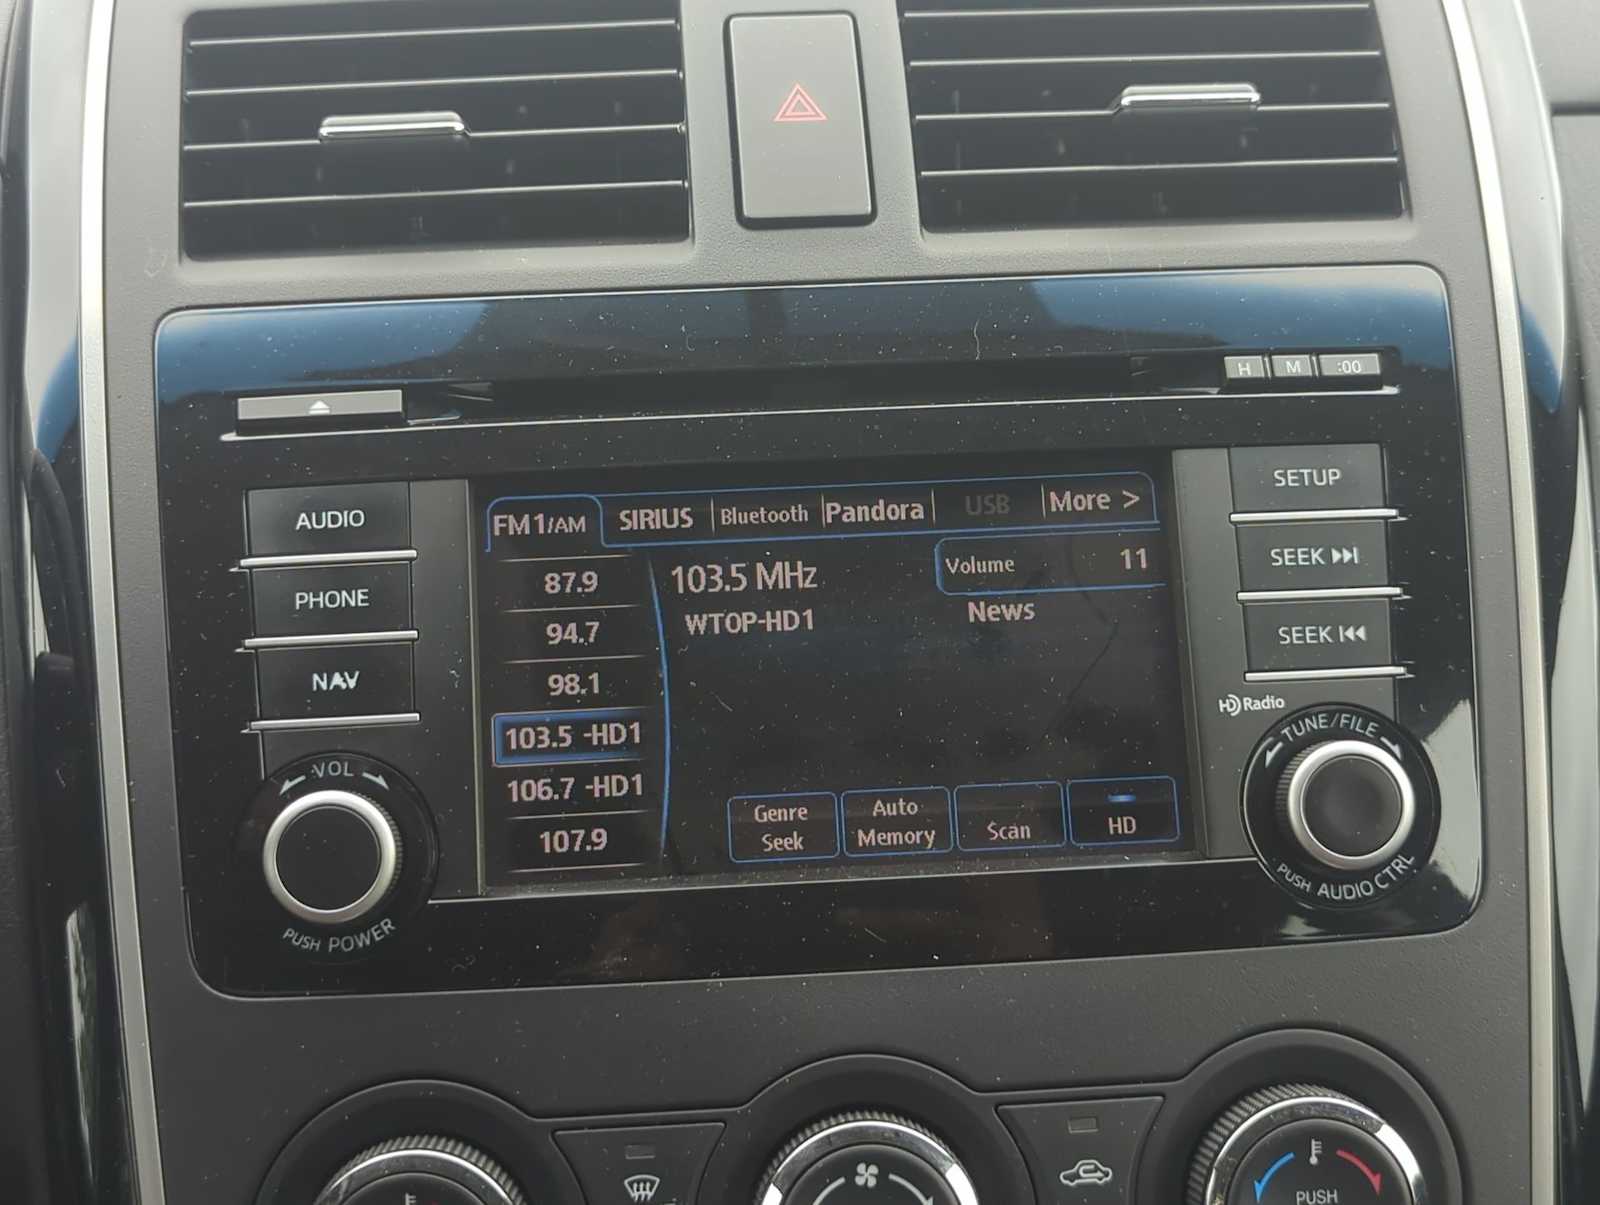 H M :00
AUDIO
PHONE
NAV
VOL
PUSH POWER
FM1/AM SIRIUS Bluetooth Pandora USB More >
87.9
94.7
98.1
103.5 -HD1
106.7 -HD1
107.9
103.5 MHz
WTOP-HD1
Volume 11
News
Genre Seek
Auto Memory
Scan
HD
SETUP
SEEK
SEEK
HD Radio
TUNE/FILE
PUSH AUDIO CTRL
PUSH